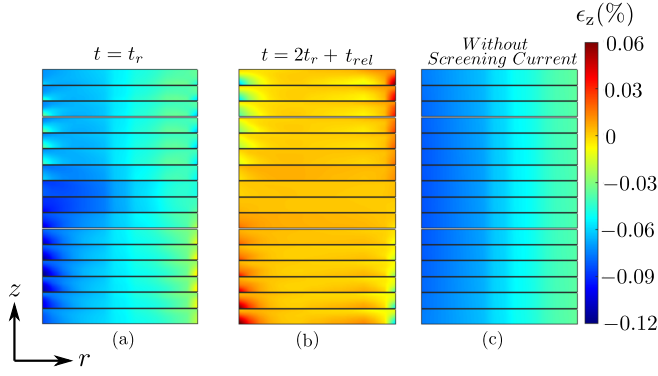 ϵ_z(%)
t = t_r
t = 2t_r + t_rel
Without
Screening Current
0.06
0.03
0
−0.03
−0.06
−0.09
−0.12
z
r
(a)
(b)
(c)